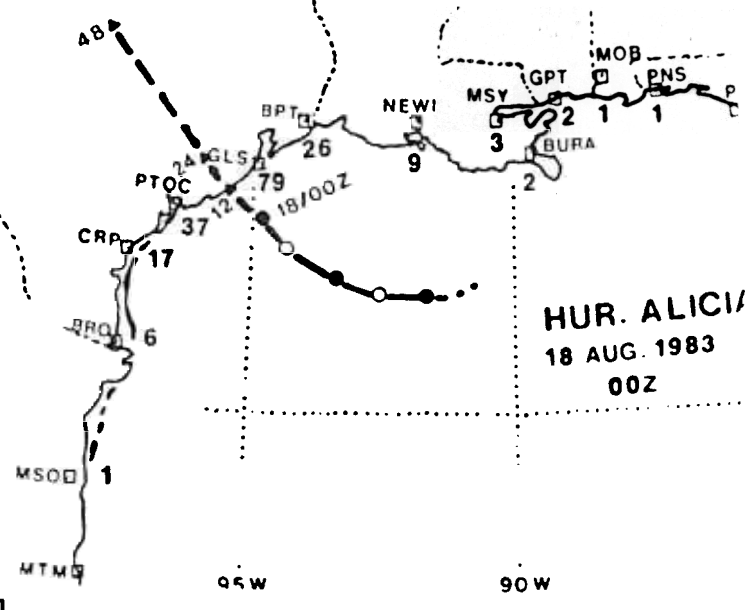 48
MOB
GPT
PNS
MSY
NEWI
BPT
P
2
1
1
3
26
9
BURA
24
GLS
79
2
PTOC
12
18/00Z
37
CRP
17
HUR. ALICIA
18 AUG. 1983
00Z
BRO
6
MSO
1
MTM
95W
90W